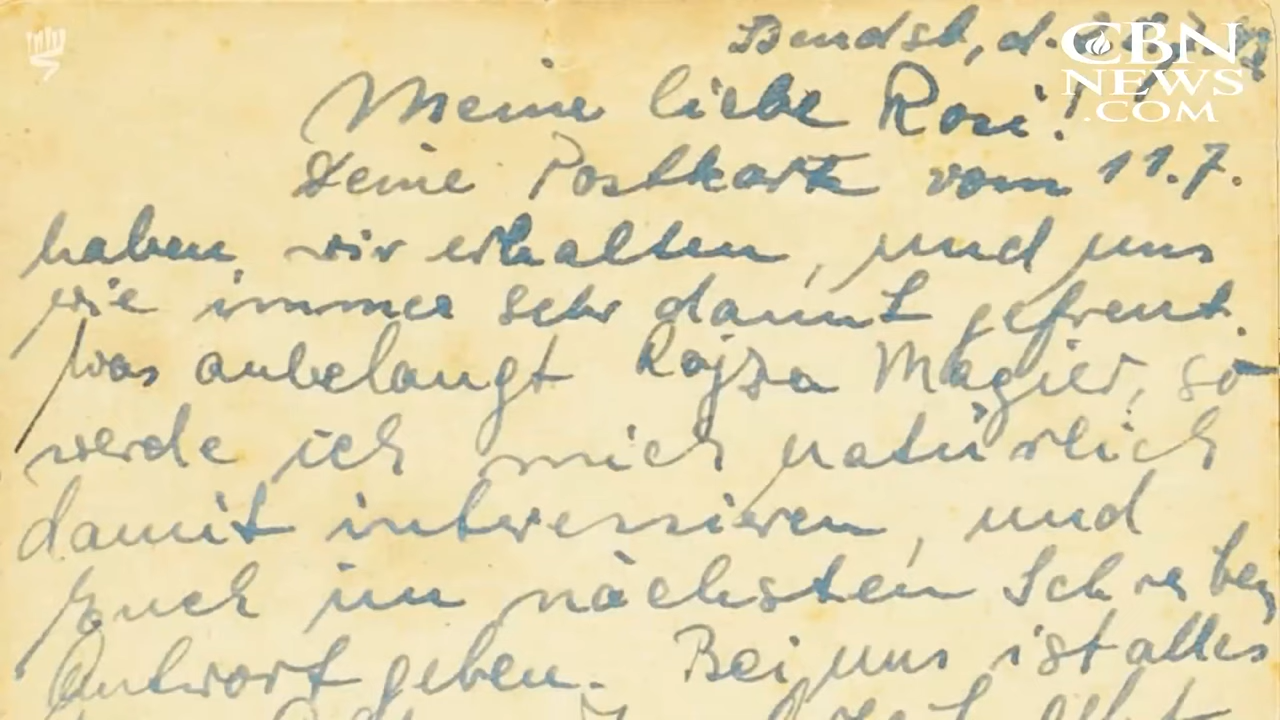 Bendsb, d.
CBN
NEWS
.COM
Meine liebe Rosi!
Deine Postkarte vom 11.7.
haben wir erhalten, und uns
wie immer sehr damit gefreut.
Was anbelangt Rajza Magier, so
werde ich mich natürlich
damit interessieren, und
Euch im nächsten Schreiben
Antwort geben. Bei uns ist alles